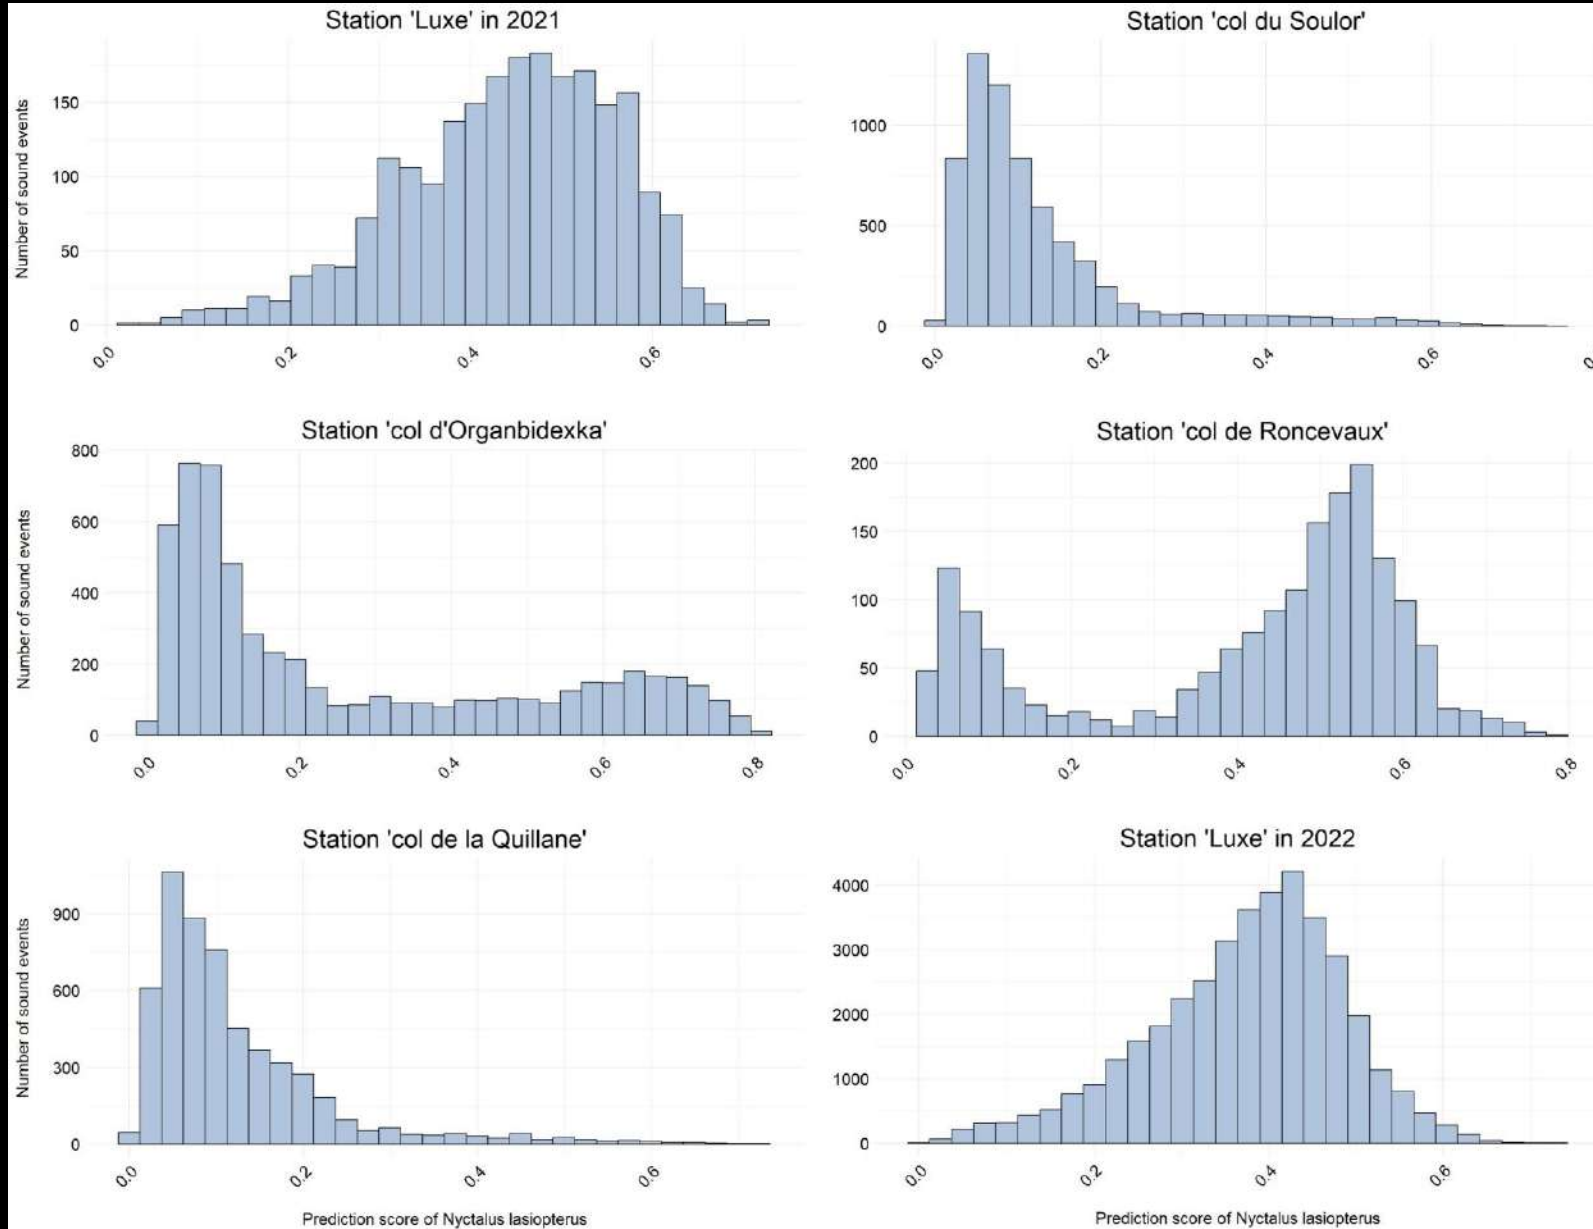 Station 'Luxe' in 2021
Number of sound events
150
100
50
0
0.0 0.2 0.4 0.6
Station 'col du Soulor'
1000
500
0
0.0 0.2 0.4 0.6
Station 'col d'Organbidexka'
Number of sound events
800
600
400
200
0
0.0 0.2 0.4 0.6 0.8
Station 'col de Roncevaux'
200
150
100
50
0
0.0 0.2 0.4 0.6 0.8
Station 'col de la Quillane'
Number of sound events
900
600
300
0
0.0 0.2 0.4 0.6
Prediction score of Nyctalus lasiopterus
Station 'Luxe' in 2022
4000
3000
2000
1000
0
0.0 0.2 0.4 0.6
Prediction score of Nyctalus lasiopterus